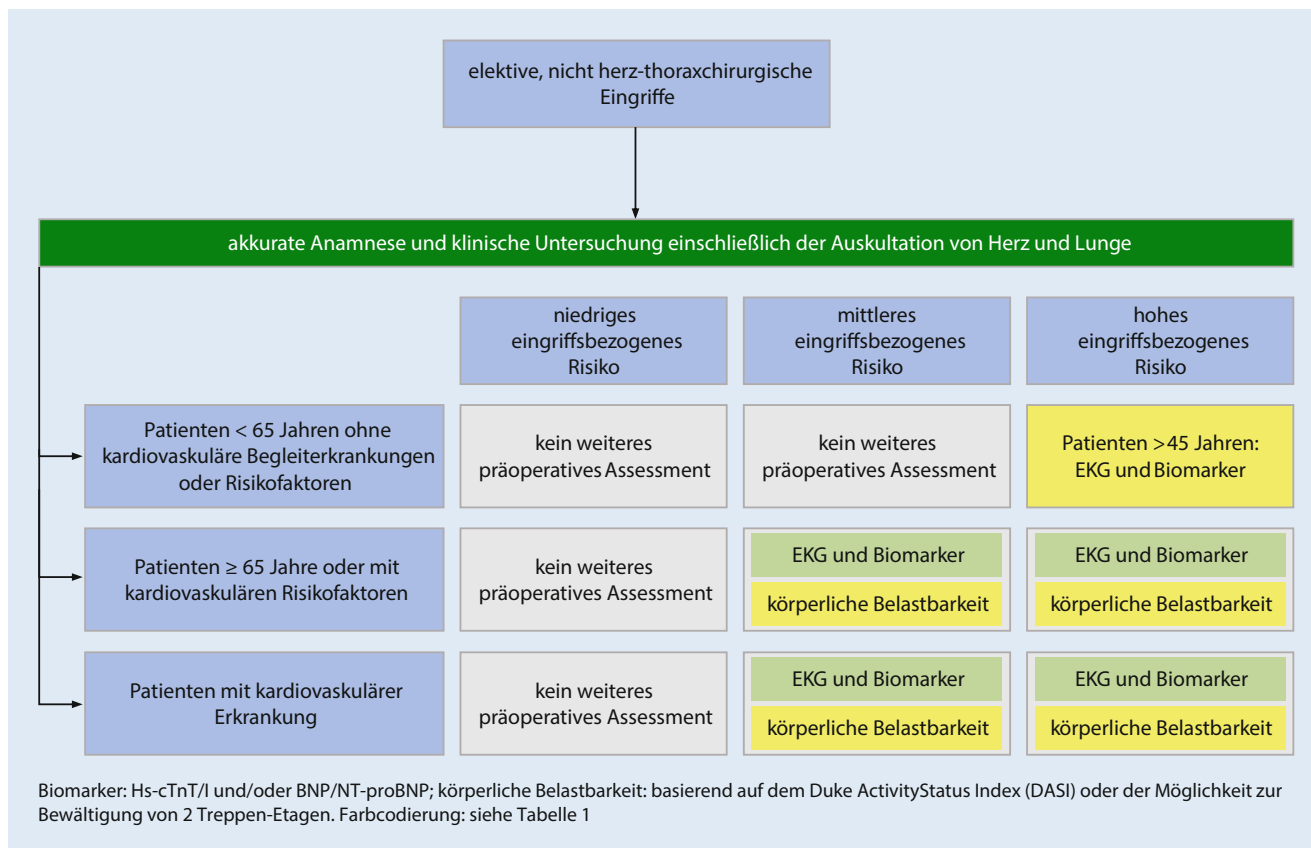 elektive, nicht herz-thoraxchirurgische
Eingriffe
akkurate Anamnese und klinische Untersuchung einschließlich der Auskultation von Herz und Lunge
niedriges
eingriffsbezogenes
Risiko
mittleres
eingriffsbezogenes
Risiko
hohes
eingriffsbezogenes
Risiko
Patienten < 65 Jahren ohne
kardiovaskuläre Begleiterkrankungen
oder Risikofaktoren
kein weiteres
präoperatives Assessment
kein weiteres
präoperatives Assessment
Patienten >45 Jahren:
EKG und Biomarker
Patienten ≥ 65 Jahre oder mit
kardiovaskulären Risikofaktoren
kein weiteres
präoperatives Assessment
EKG und Biomarker
körperliche Belastbarkeit
EKG und Biomarker
körperliche Belastbarkeit
Patienten mit kardiovaskulärer
Erkrankung
kein weiteres
präoperatives Assessment
EKG und Biomarker
körperliche Belastbarkeit
EKG und Biomarker
körperliche Belastbarkeit
Biomarker: Hs-cTnT/I und/oder BNP/NT-proBNP; körperliche Belastbarkeit: basierend auf dem Duke ActivityStatus Index (DASI) oder der Möglichkeit zur
Bewältigung von 2 Treppen-Etagen. Farbcodierung: siehe Tabelle 1